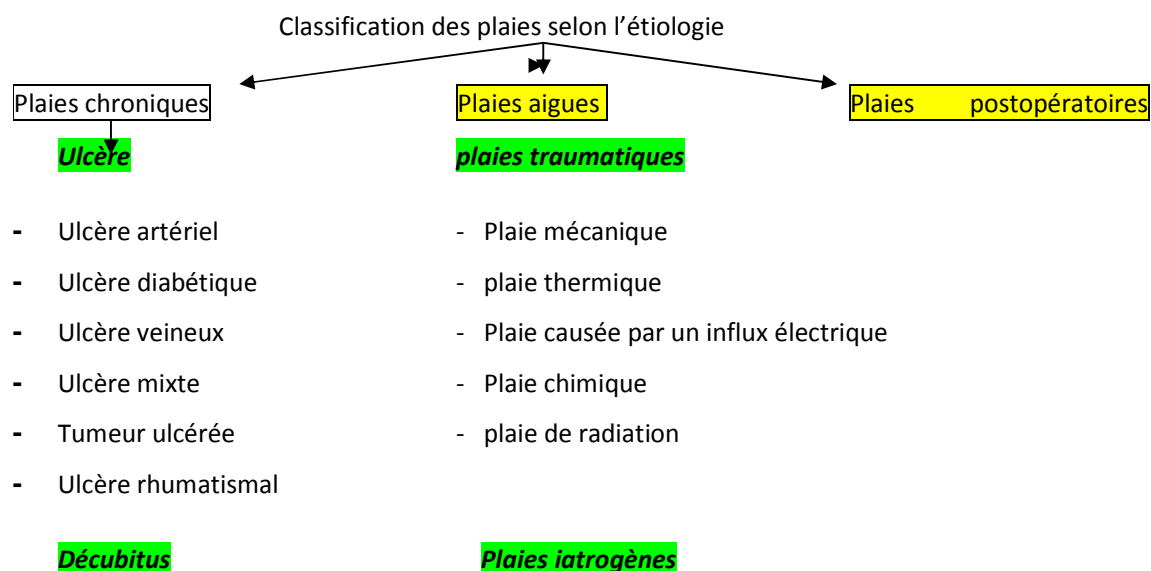 Classification des plaies selon l’étiologie
Plaies chroniques Plaies aigues Plaies postopératoires
Ulcère plaies traumatiques
- Ulcère artériel - Plaie mécanique
- Ulcère diabétique - plaie thermique
- Ulcère veineux - Plaie causée par un influx électrique
- Ulcère mixte - Plaie chimique
- Tumeur ulcérée - plaie de radiation
- Ulcère rhumatismal
Décubitus Plaies iatrogènes